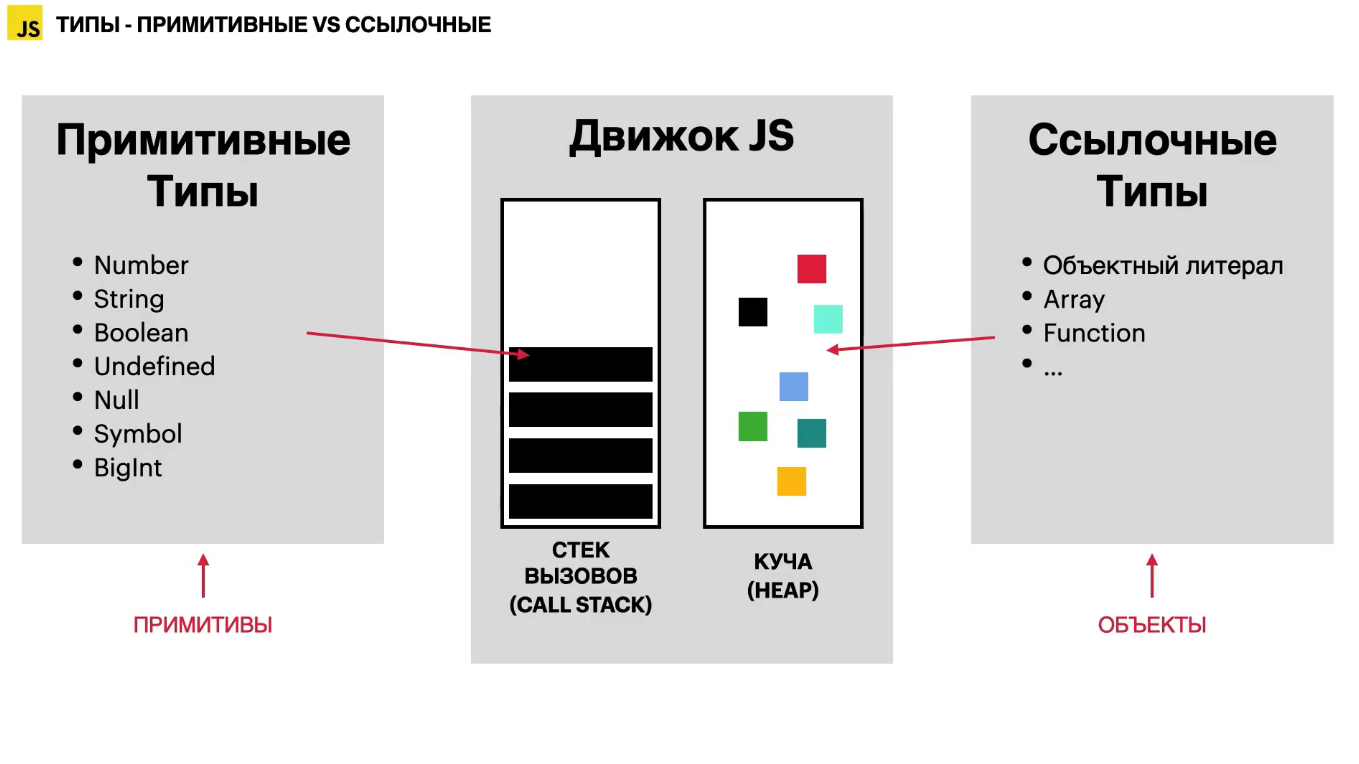 JS ТИПЫ - ПРИМИТИВНЫЕ VS ССЫЛОЧНЫЕ
Примитивные
Типы
• Number
• String
• Boolean
• Undefined
• Null
• Symbol
• BigInt
ПРИМИТИВЫ
Движок JS
СТЕК
ВЫЗОВОВ
(CALL STACK)
КУЧА
(HEAP)
Ссылочные
Типы
• Объектный литерал
• Array
• Function
• ...
ОБЪЕКТЫ